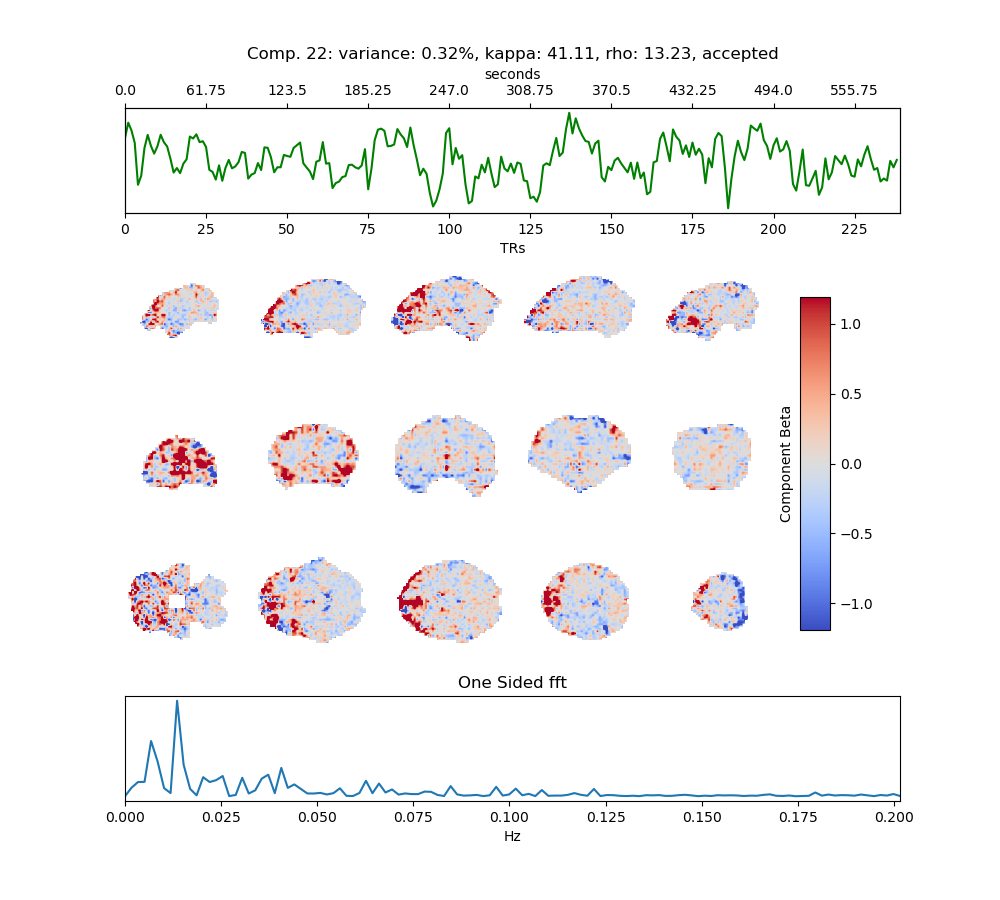 Comp. 22: variance: 0.32%, kappa: 41.11, rho: 13.23, accepted
seconds
0.0 61.75 123.5 185.25 247.0 308.75 370.5 432.25 494.0 555.75
0 25 50 75 100 125 150 175 200 225
TRs
1.0
0.5
0.0
−0.5
−1.0
Component Beta
One Sided fft
0.000 0.025 0.050 0.075 0.100 0.125 0.150 0.175 0.200
Hz